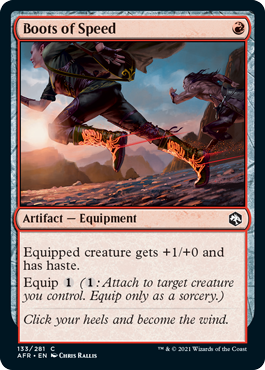 Boots of Speed
Artifact — Equipment
Equipped creature gets +1/+0 and
has haste.
Equip 1 (1: Attach to target creature
you control. Equip only as a sorcery.)
Click your heels and become the wind.
133/281 C
AFR • EN Chris Rallis
™ & © 2021 Wizards of the Coast